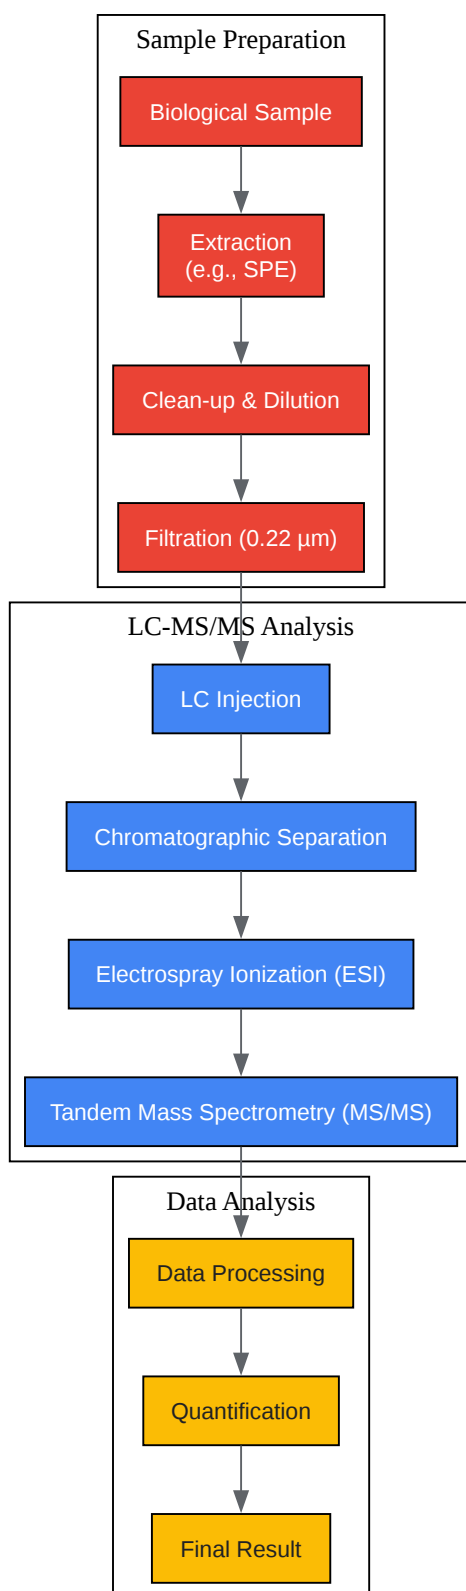 Sample Preparation
Biological Sample
Extraction
(e.g., SPE)
Clean-up & Dilution
Filtration (0.22 µm)
LC-MS/MS Analysis
LC Injection
Chromatographic Separation
Electrospray Ionization (ESI)
Tandem Mass Spectrometry (MS/MS)
Data Analysis
Data Processing
Quantification
Final Result